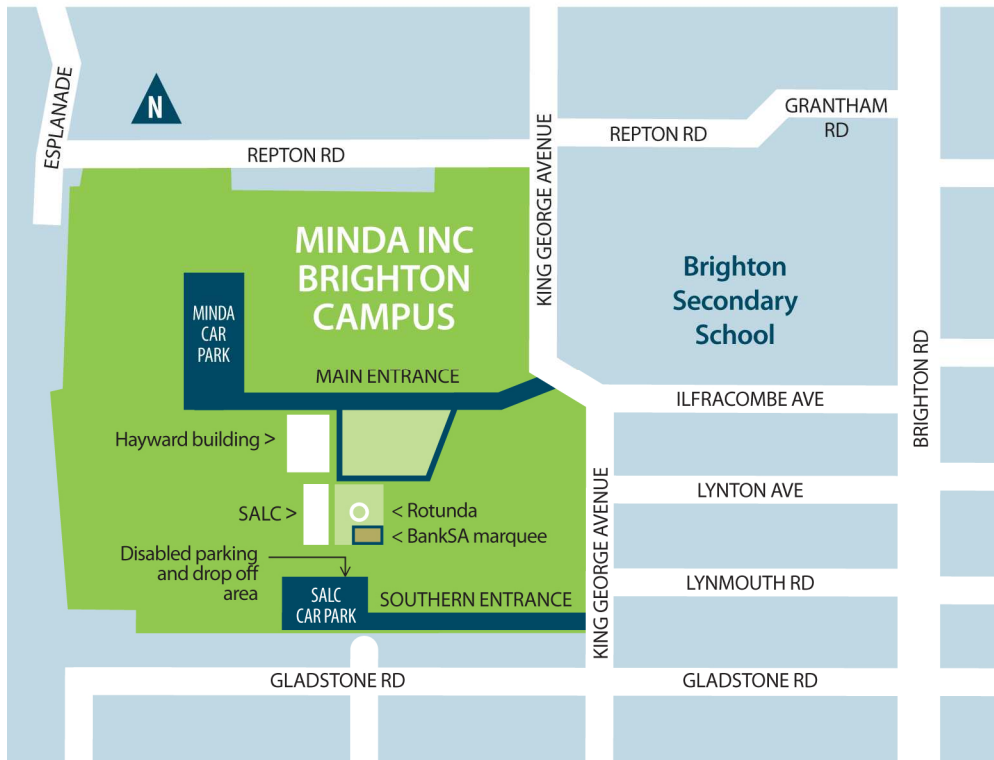 ESPLANADE
N
REPTON RD
KING GEORGE AVENUE
REPTON RD
GRANTHAM
RD
MINDA INC
BRIGHTON
CAMPUS
Brighton
Secondary
School
MINDA
CAR
PARK
MAIN ENTRANCE
ILFRACOMBE AVE
BRIGHTON RD
Hayward building >
SALC >
< Rotunda
< BankSA marquee
KING GEORGE AVENUE
LYNTON AVE
Disabled parking
and drop off
area
SALC
CAR PARK
SOUTHERN ENTRANCE
LYNMOUTH RD
GLADSTONE RD
GLADSTONE RD